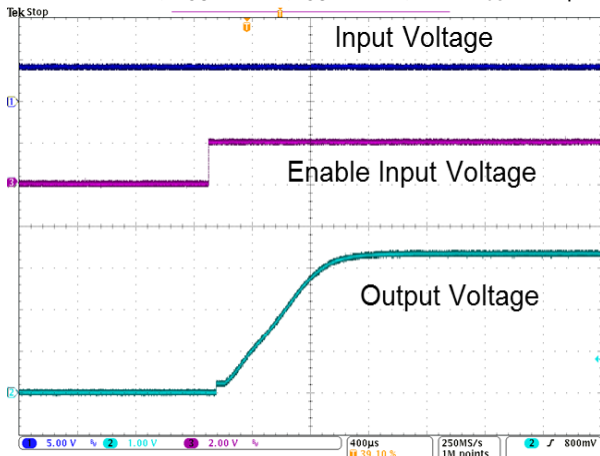 Tek Stop
Input Voltage
1
Enable Input Voltage
3
Output Voltage
2
1 5.00 V 2 1.00 V 3 2.00 V 400µs 250MS/s 2 800mV
T 39.10 % 1M points